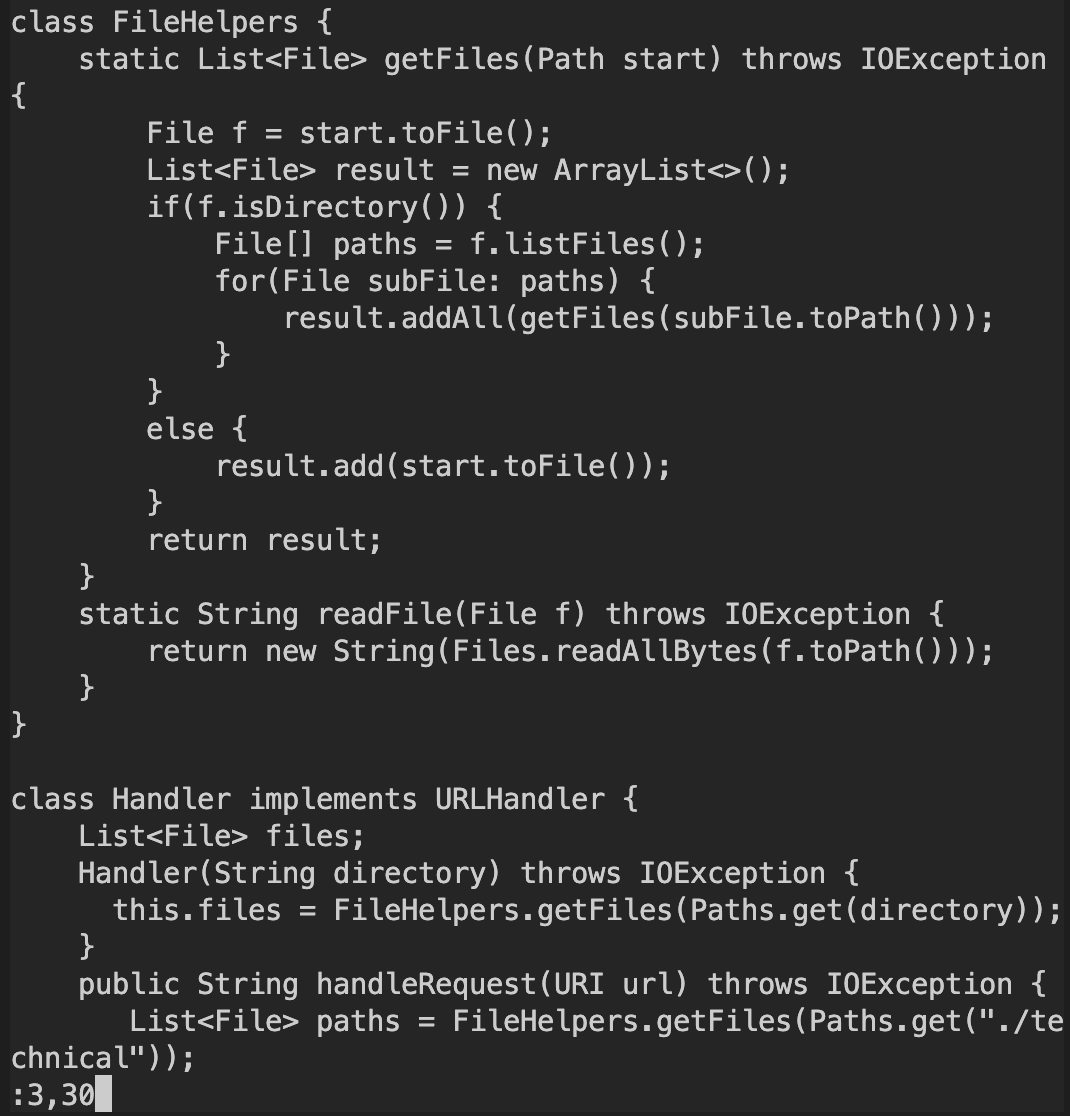 class FileHelpers {
    static List<File> getFiles(Path start) throws IOException
{
        File f = start.toFile();
        List<File> result = new ArrayList<>();
        if(f.isDirectory()) {
            File[] paths = f.listFiles();
            for(File subFile: paths) {
                result.addAll(getFiles(subFile.toPath()));
            }
        }
        else {
            result.add(start.toFile());
        }
        return result;
    }
    static String readFile(File f) throws IOException {
        return new String(Files.readAllBytes(f.toPath()));
    }
}

class Handler implements URLHandler {
    List<File> files;
    Handler(String directory) throws IOException {
      this.files = FileHelpers.getFiles(Paths.get(directory));
    }
    public String handleRequest(URI url) throws IOException {
       List<File> paths = FileHelpers.getFiles(Paths.get("./te
chnical"));
:3,30